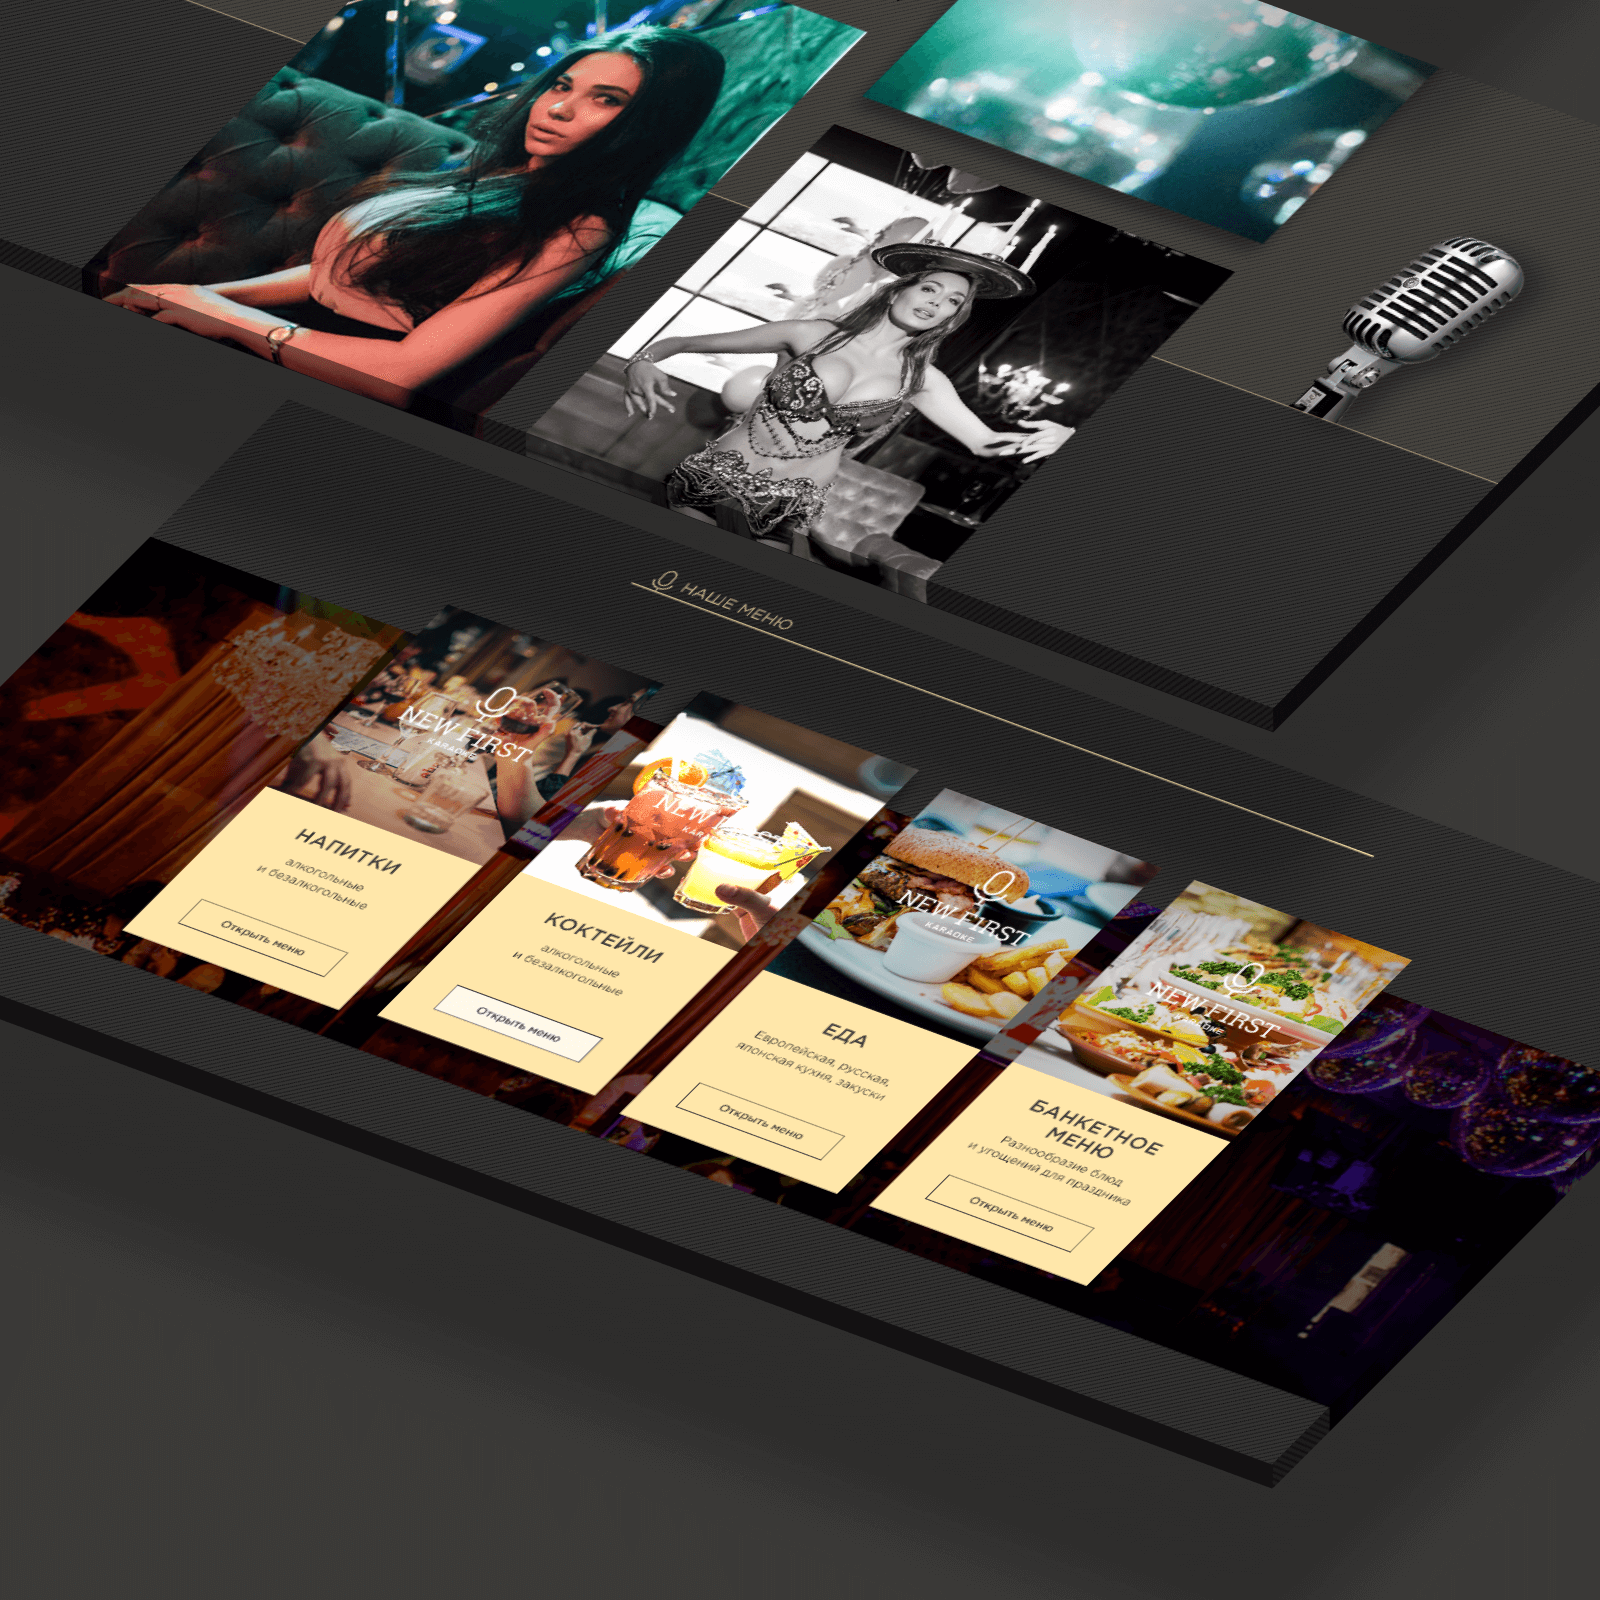 НАШЕ МЕНЮ
NEW FIRST
KARAOKE
НАПИТКИ
алкогольные
и безалкогольные
Открыть меню
NEW
KAR
КОКТЕЙЛИ
алкогольные
и безалкогольные
Открыть меню
NEW FIRST
KARAOKE
ЕДА
Европейская, русская,
японская кухня, закуски
Открыть меню
NEW FIRST
KARAOKE
БАНКЕТНОЕ
МЕНЮ
Разнообразие блюд
и угощений для праздника
Открыть меню